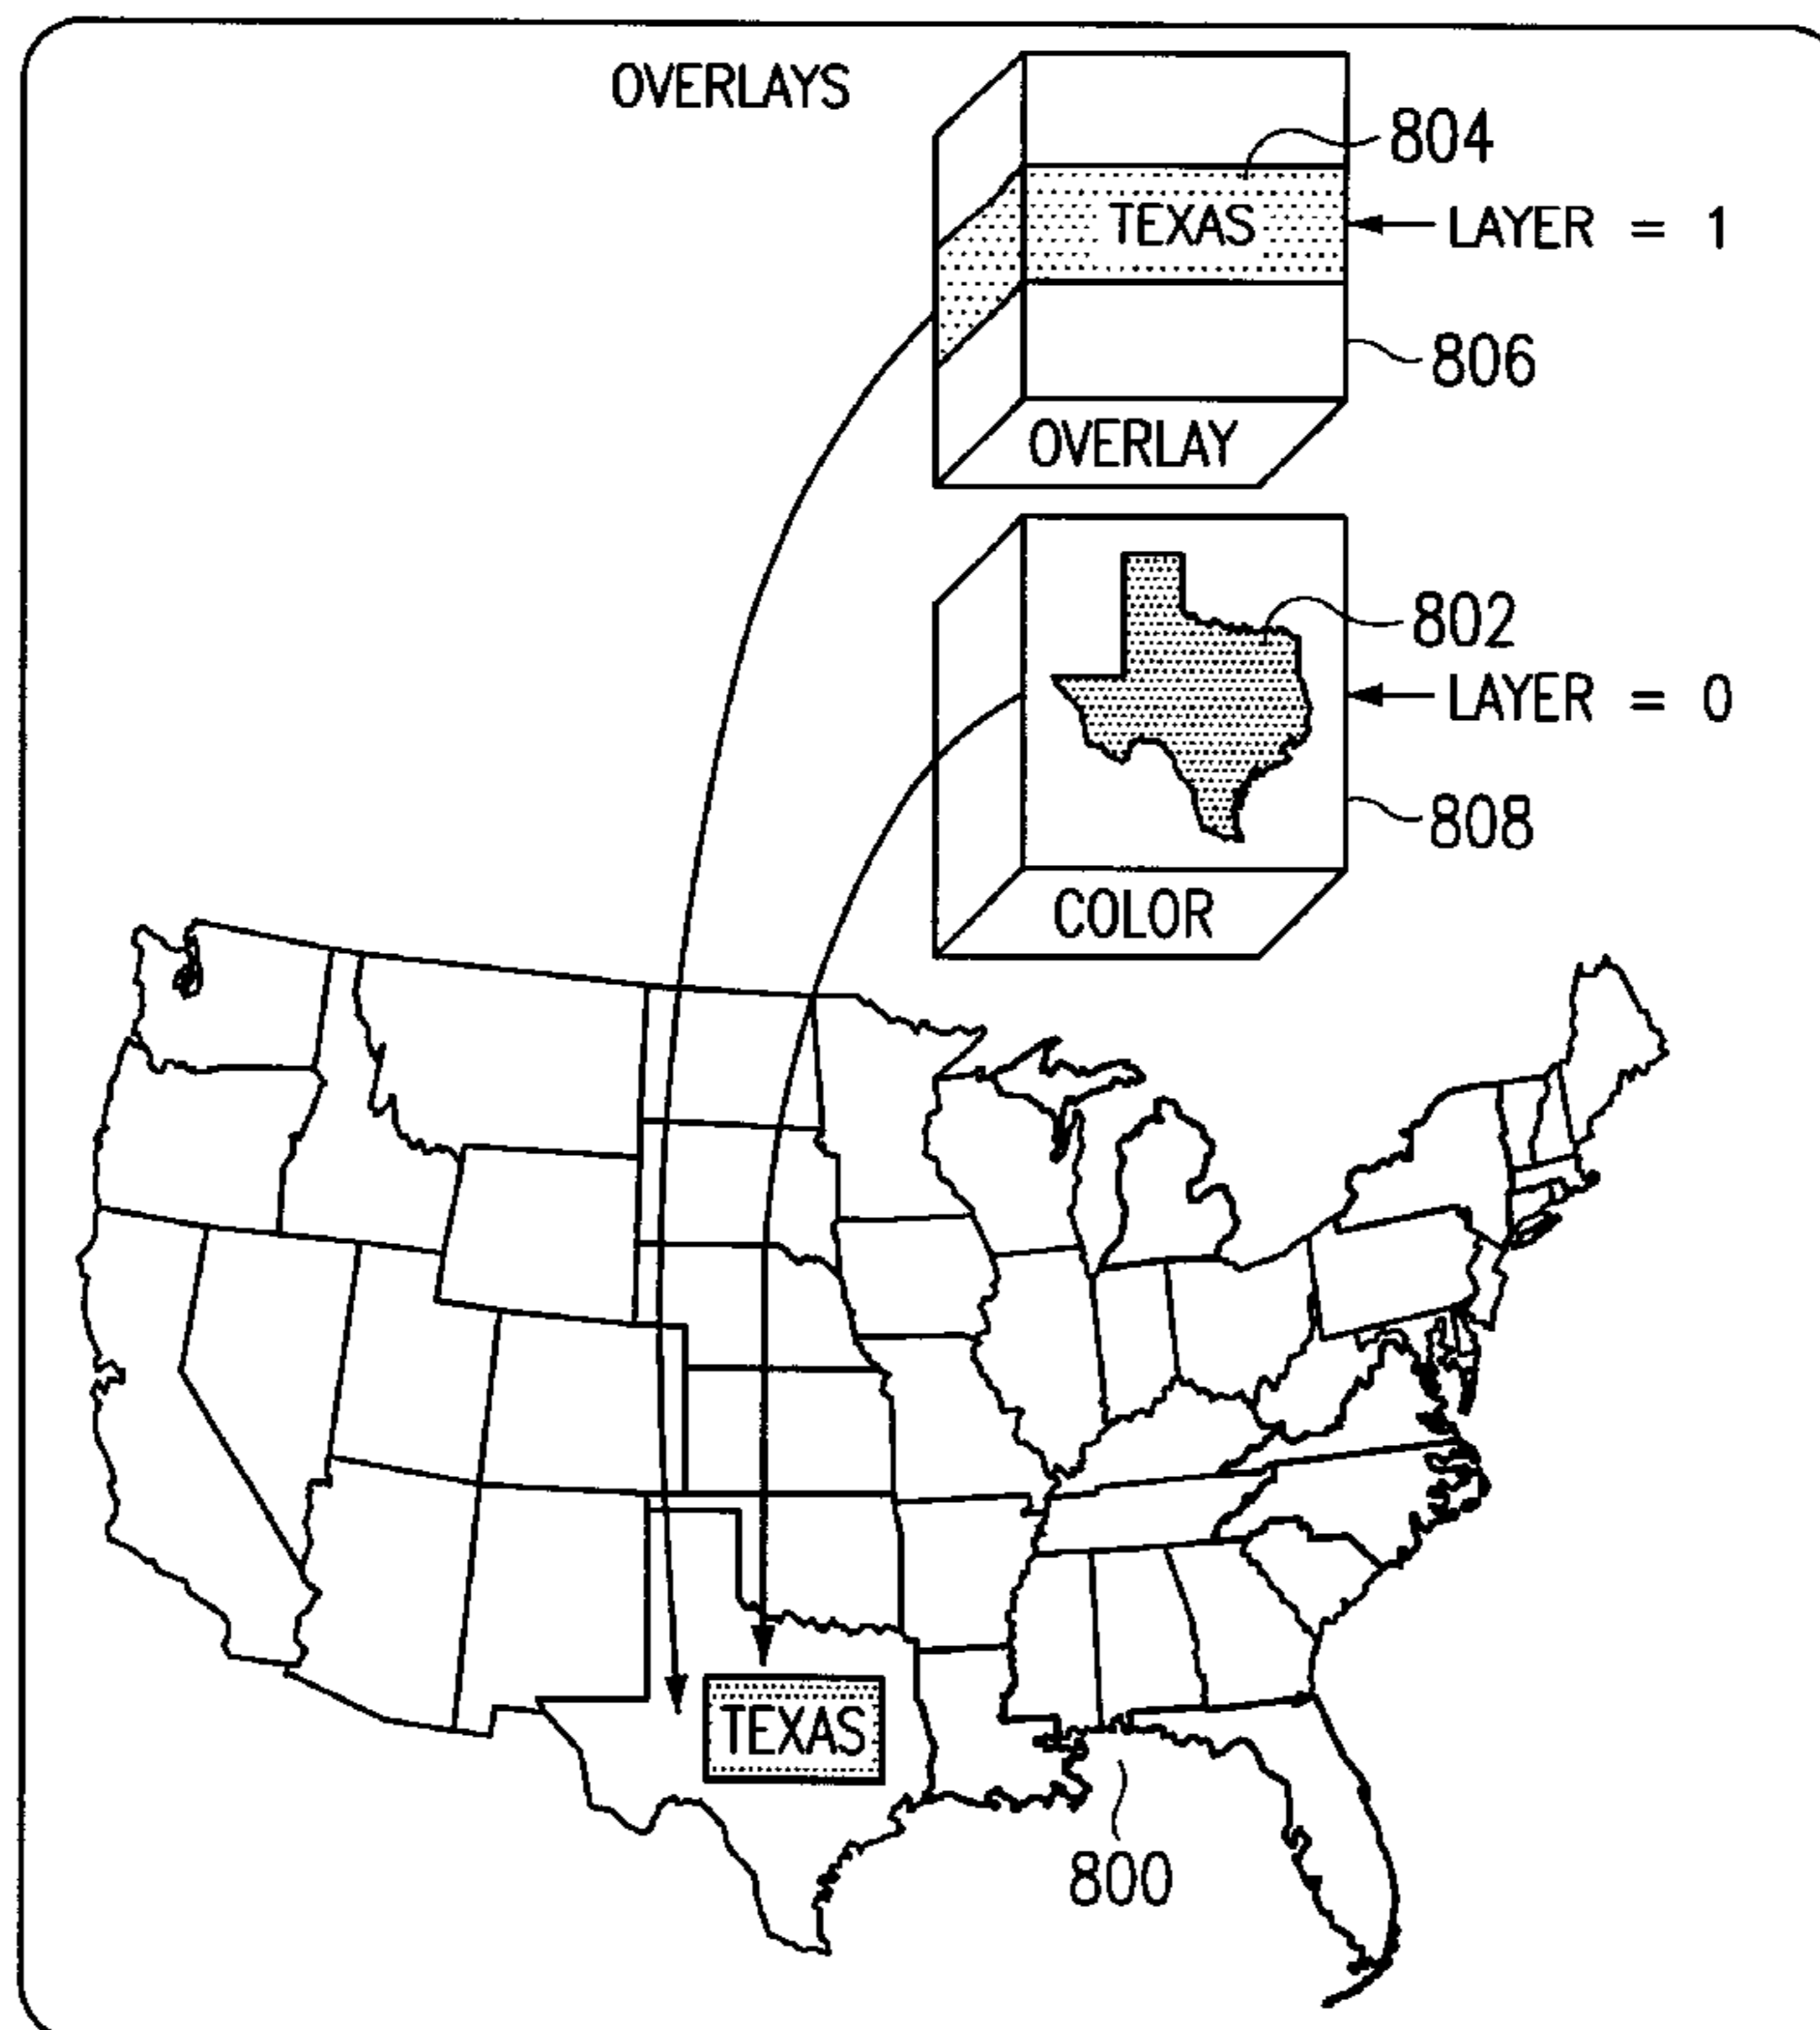 OVERLAYS
804
TEXAS
LAYER = 1
806
OVERLAY
802
LAYER = 0
808
COLOR
TEXAS
800